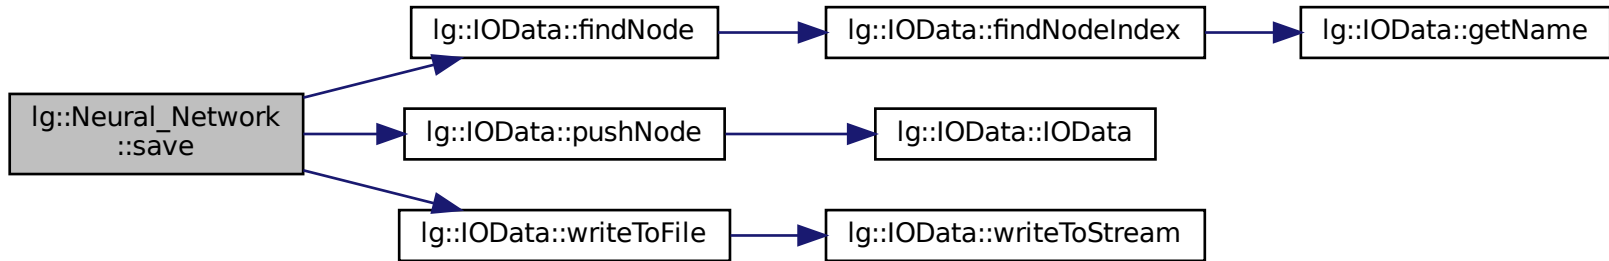 lg::IOData::findNode
lg::IOData::findNodeIndex
lg::IOData::getName
lg::Neural_Network
::save
lg::IOData::pushNode
lg::IOData::IOData
lg::IOData::writeToFile
lg::IOData::writeToStream